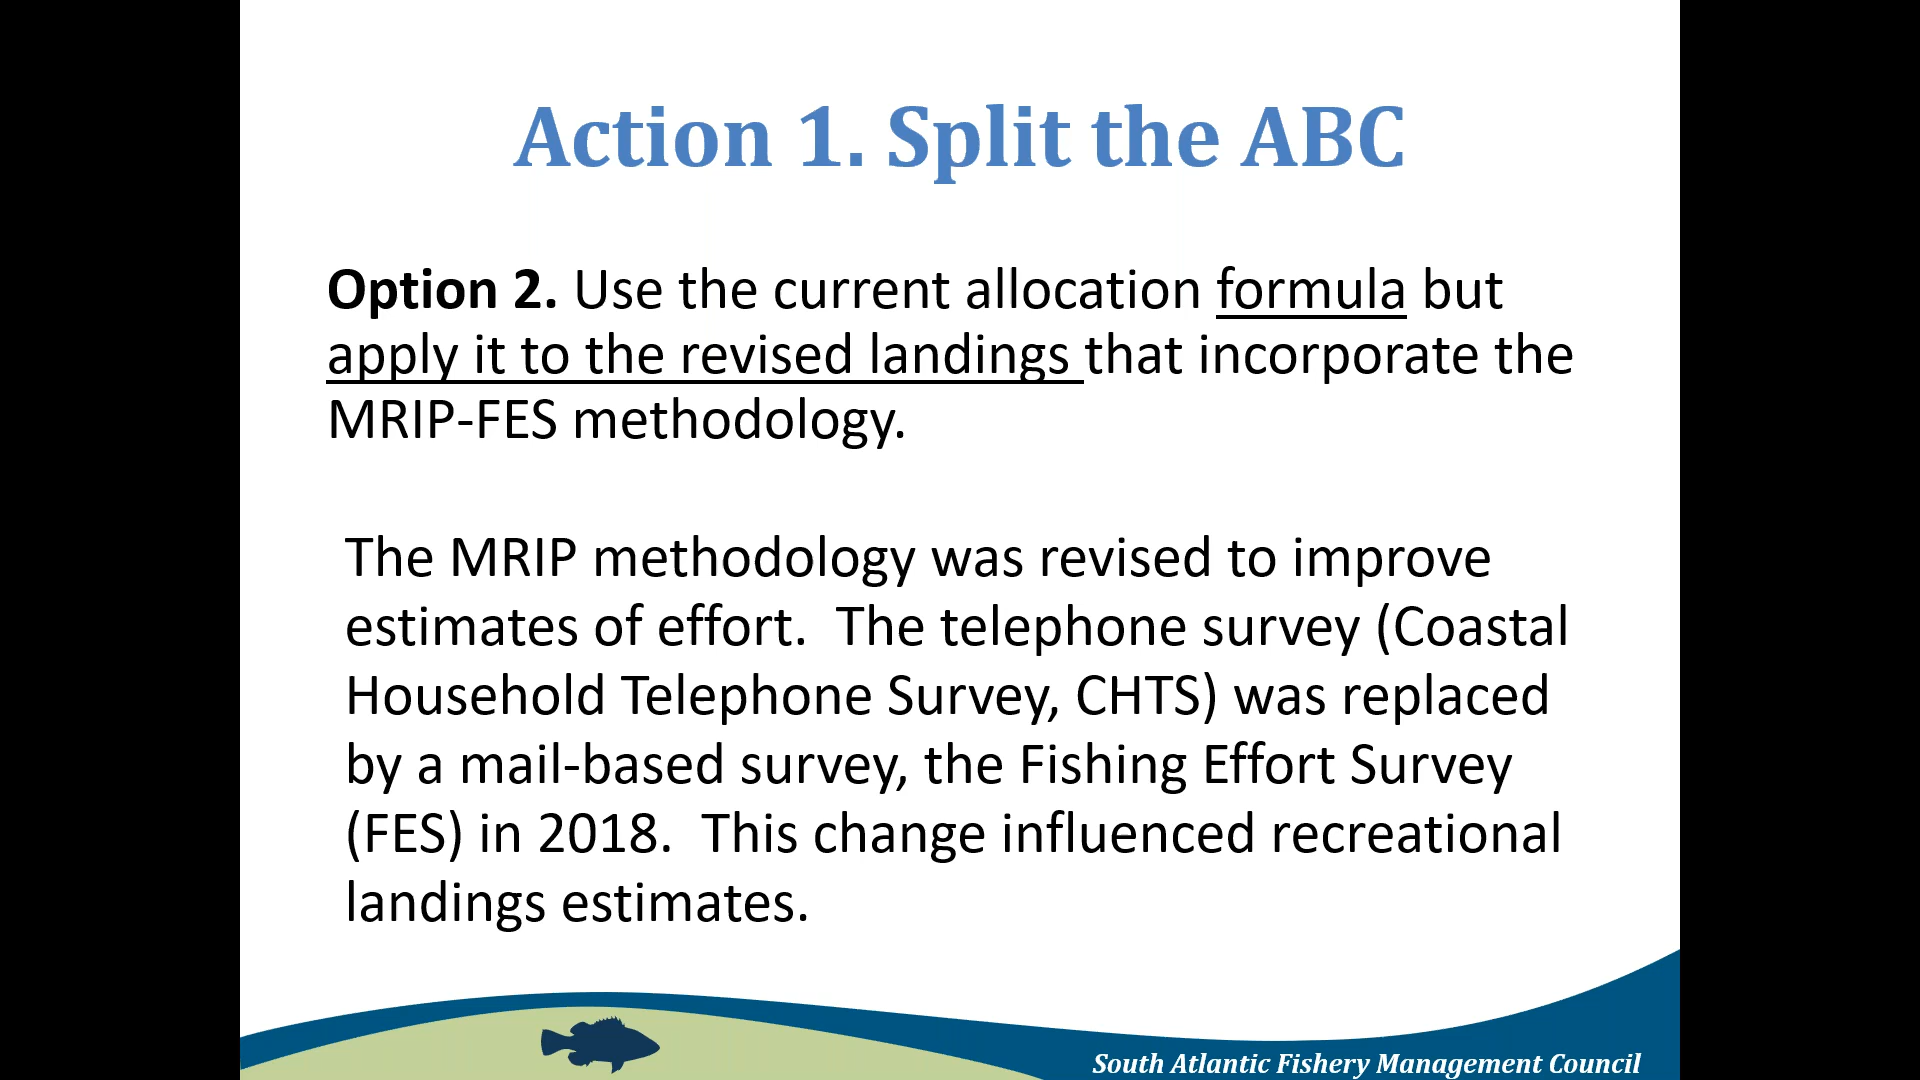 Action 1. Split the ABC
Option 2. Use the current allocation formula but
apply it to the revised landings that incorporate the
MRIP-FES methodology.
The MRIP methodology was revised to improve
estimates of effort.  The telephone survey (Coastal
Household Telephone Survey, CHTS) was replaced
by a mail-based survey, the Fishing Effort Survey
(FES) in 2018.  This change influenced recreational
landings estimates.
South Atlantic Fishery Management Council